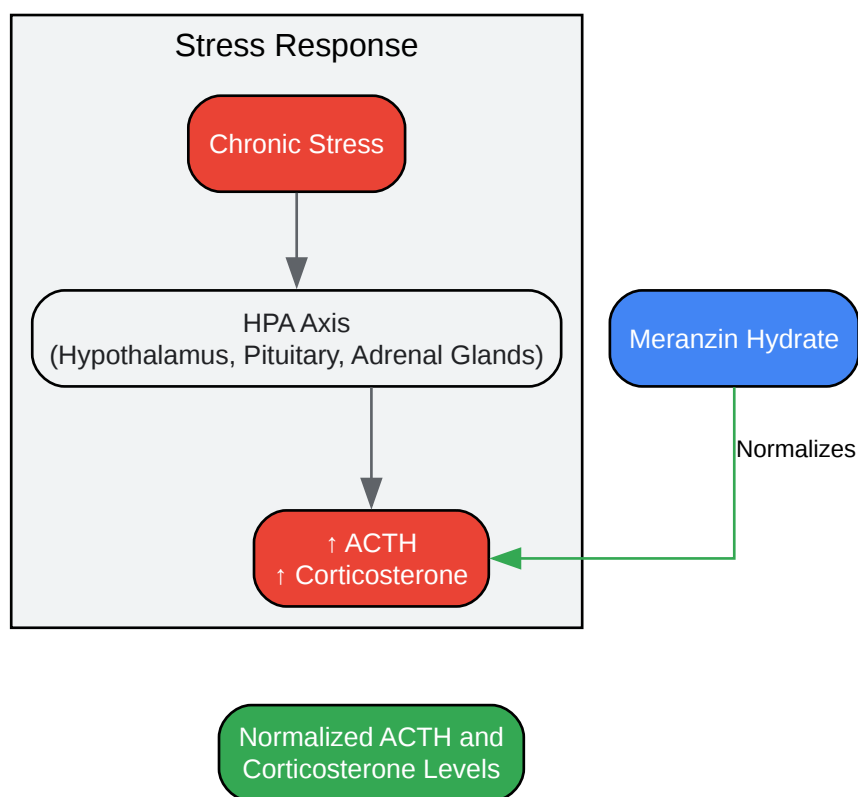 Stress Response
Chronic Stress
HPA Axis
(Hypothalamus, Pituitary, Adrenal Glands)
Meranzin Hydrate
Normalizes
↑ ACTH
↑ Corticosterone
Normalized ACTH and
Corticosterone Levels